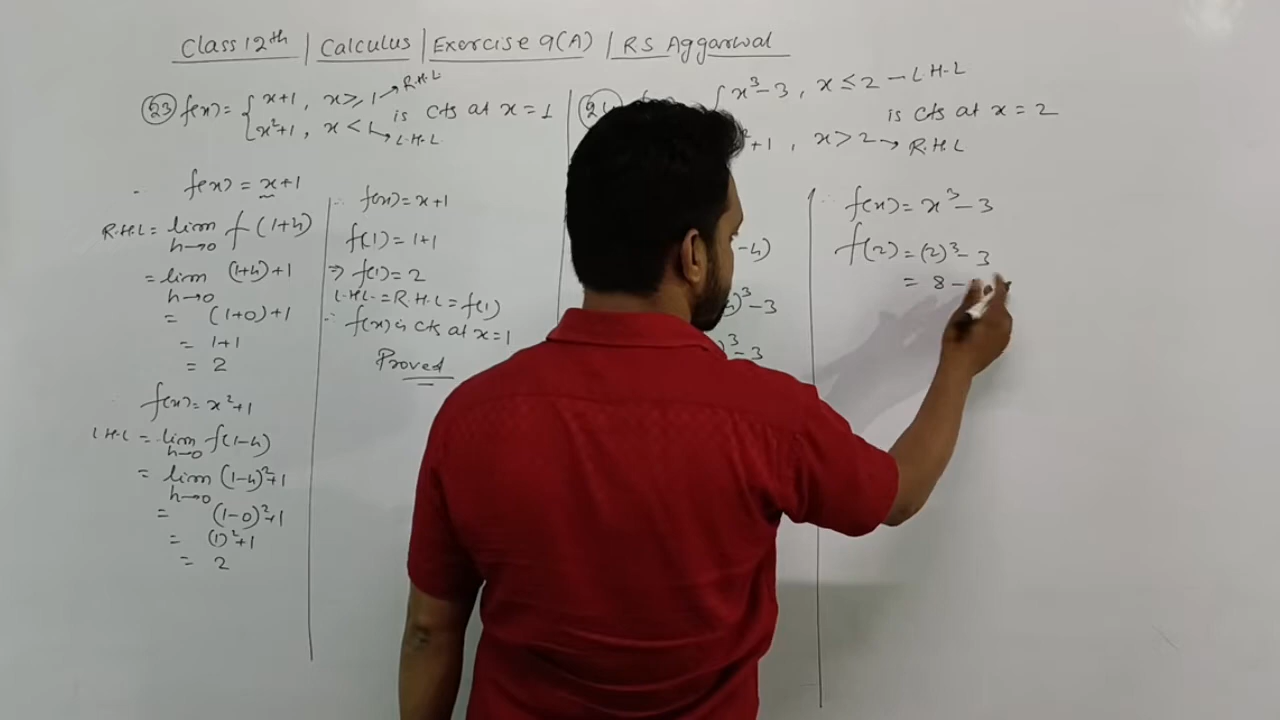 Class 12th | Calculus | Exercise 9(A) | RS Aggarwal
23 f(x) = { x+1, x ≥ 1 → R.H.L
x²+1, x < 1 → L.H.L
is cts at x = 1
f(x) = x+1
R.H.L = lim h→0 f(1+h)
= lim h→0 (1+h)+1
= (1+0)+1
= 1+1
= 2
f(x) = x²+1
L.H.L = lim h→0 f(1-h)
= lim h→0 (1-h)²+1
= (1-0)²+1
= (1)²+1
= 2
∵ f(x) = x+1
f(1) = 1+1
⇒ f(1) = 2
L.H.L. = R.H.L = f(1)
∴ f(x) is cts at x = 1
Proved
{ x³-3, x ≤ 2 - L.H.L
+1, x > 2 → R.H.L
is cts at x = 2
)³-3
³-3
∵ f(x) = x³-3
f(2) = (2)³-3
= 8-